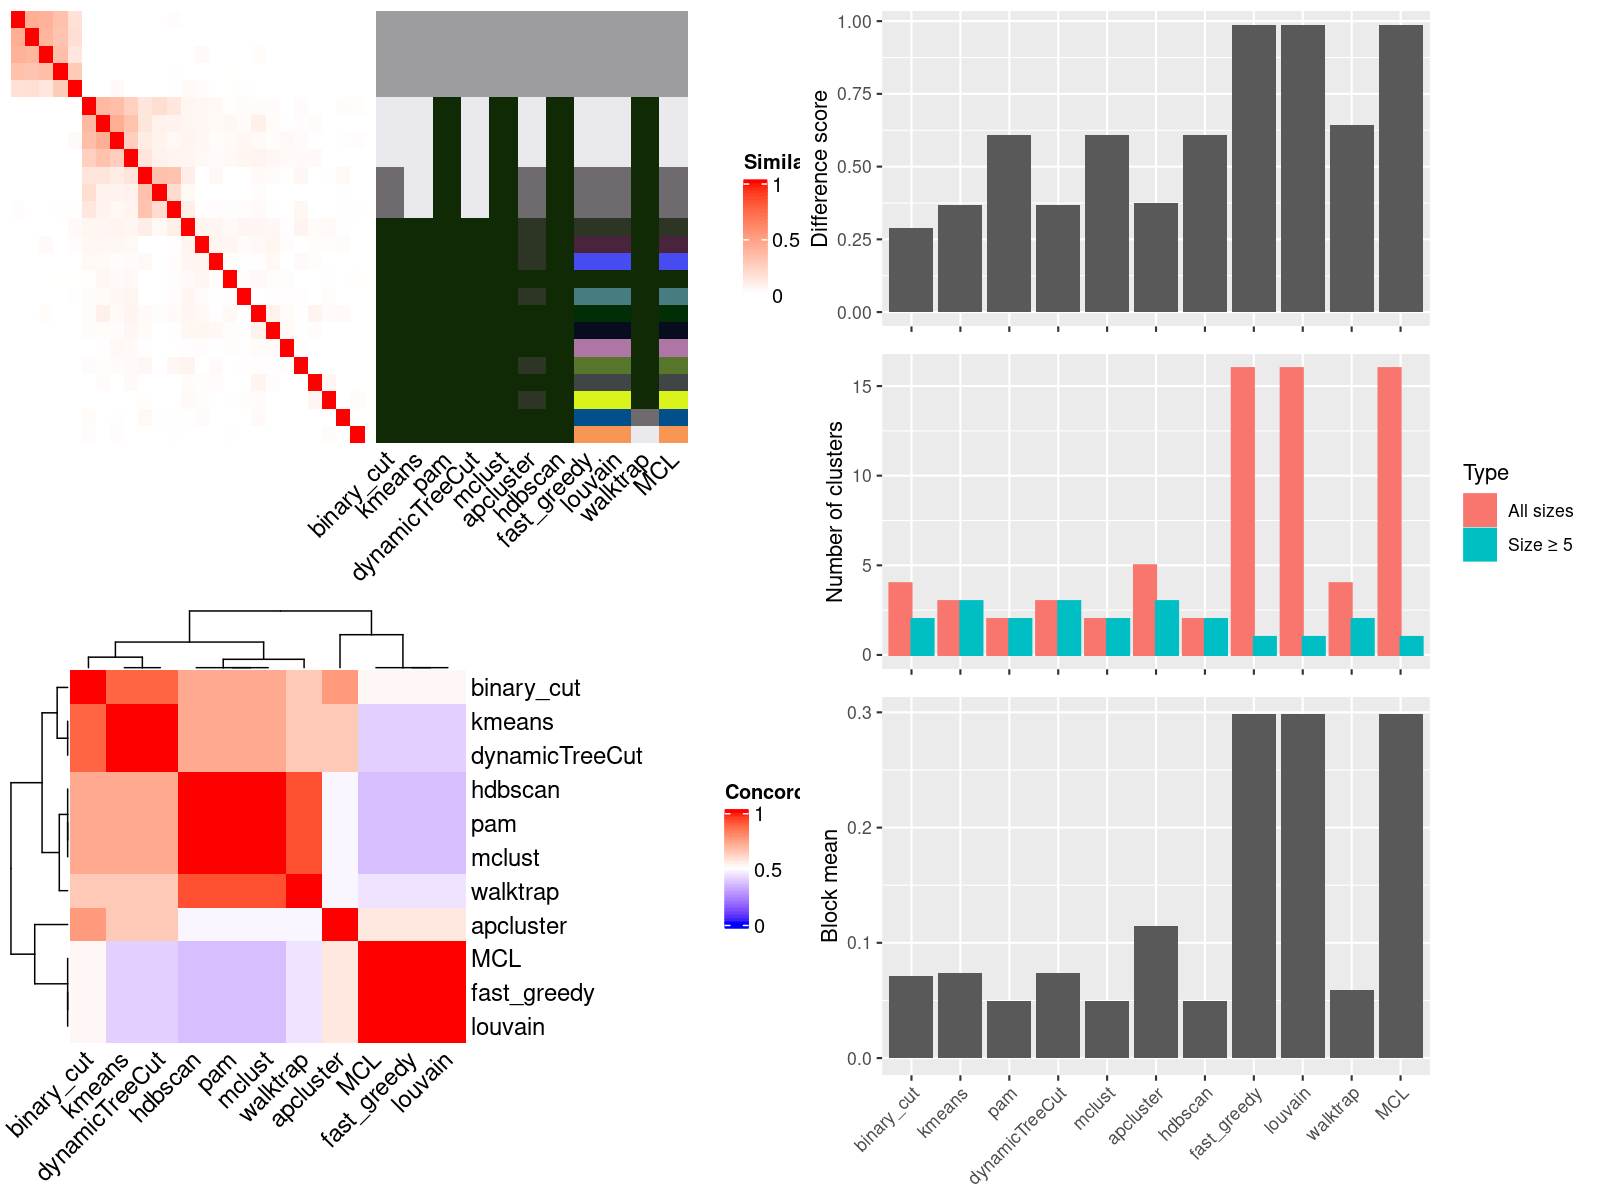 Simila
1
0.5
0
binary_cut
kmeans
pam
dynamicTreeCut
mclust
apcluster
hdbscan
fast_greedy
louvain
walktrap
MCL
binary_cut
kmeans
dynamicTreeCut
hdbscan
pam
mclust
walktrap
apcluster
MCL
fast_greedy
louvain
Concord
1
0.5
0
binary_cut
kmeans
dynamicTreeCut
hdbscan
pam
mclust
walktrap
apcluster
MCL
fast_greedy
louvain
Difference score
1.00
0.75
0.50
0.25
0.00
Number of clusters
15
10
5
0
Type
All sizes
Size ≥ 5
Block mean
0.3
0.2
0.1
0.0
binary_cut
kmeans
pam
dynamicTreeCut
mclust
apcluster
hdbscan
fast_greedy
louvain
walktrap
MCL